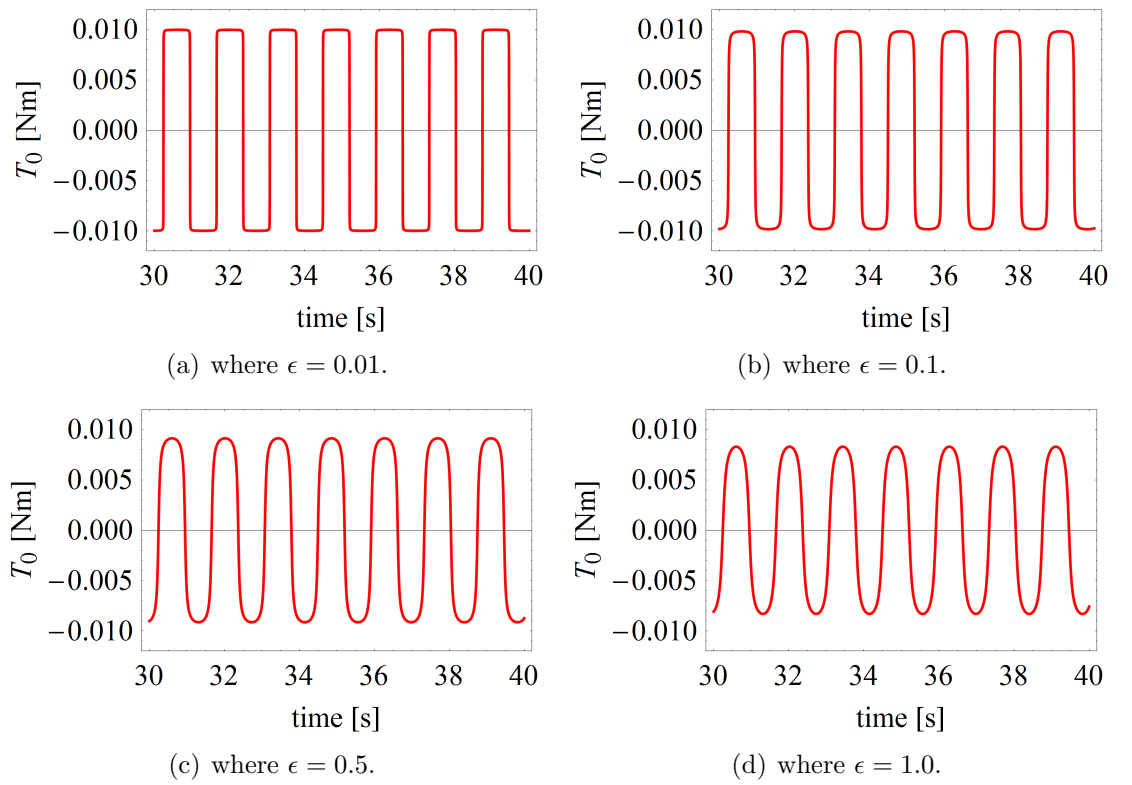 0.010
0.005
0.000
−0.005
−0.010
T0 [Nm]
30 32 34 36 38 40
time [s]
(a) where ϵ = 0.01.
0.010
0.005
0.000
−0.005
−0.010
T0 [Nm]
30 32 34 36 38 40
time [s]
(b) where ϵ = 0.1.
0.010
0.005
0.000
−0.005
−0.010
T0 [Nm]
30 32 34 36 38 40
time [s]
(c) where ϵ = 0.5.
0.010
0.005
0.000
−0.005
−0.010
T0 [Nm]
30 32 34 36 38 40
time [s]
(d) where ϵ = 1.0.